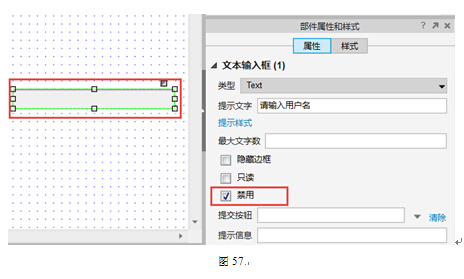 部件属性和样式
属性 样式
文本输入框 (1)
类型 Text
提示文字 请输入用户名
提示样式
最大文字数
隐藏边框
只读
禁用
提交按钮 清除
提示信息
图 57.